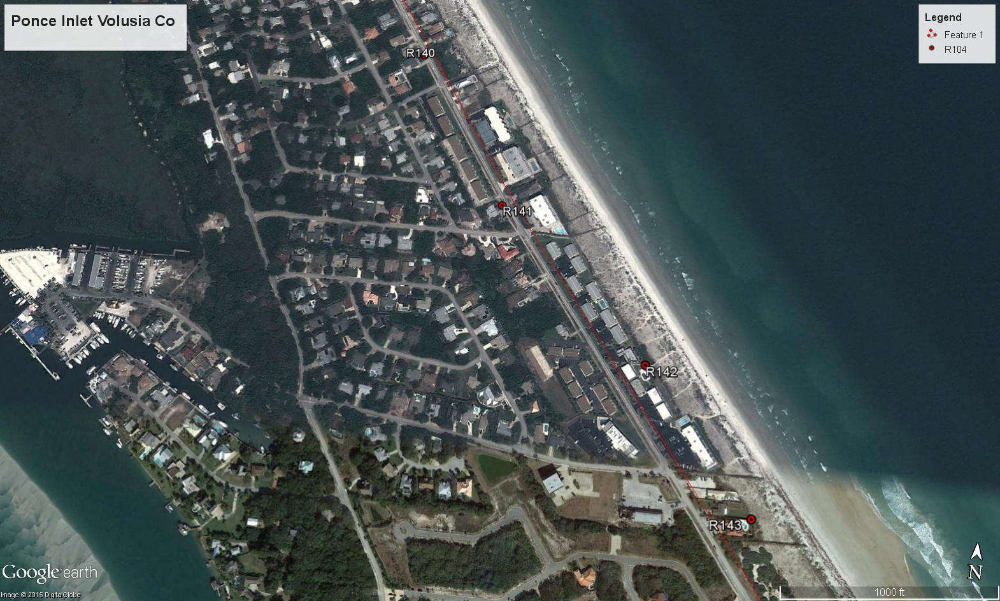 Ponce Inlet Volusia Co
Legend
Feature 1
R104
R140
R141
R142
R143
Google earth
N
Image © 2015 DigitalGlobe
1000 ft